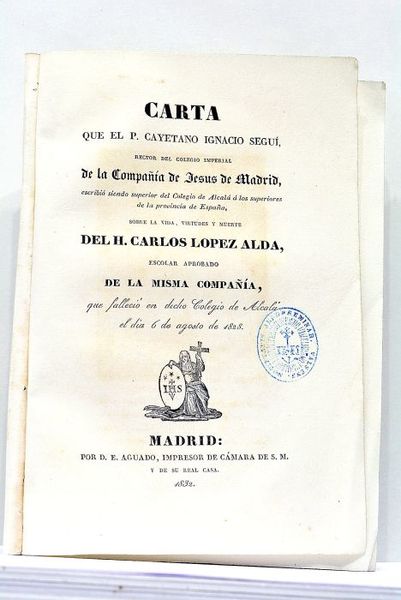 CARTA
QUE EL P. CAYETANO IGNACIO SEGUÍ,
RECTOR DEL COLEGIO IMPERIAL
de la Compañía de Jesus de Madrid,
escribió siendo superior del Colegio de Alcalá á los superiores
de la provincia de España,
SOBRE LA VIDA, VIRTUDES Y MUERTE
DEL H. CARLOS LOPEZ ALDA,
ESCOLAR APROBADO
DE LA MISMA COMPAÑÍA,
que falleció en dicho Colegio de Alcalá
el dia 6 de agosto de 1828.
IHS
MADRID:
POR D. E. AGUADO, IMPRESOR DE CÁMARA DE S. M.
Y DE SU REAL CASA.
1832.